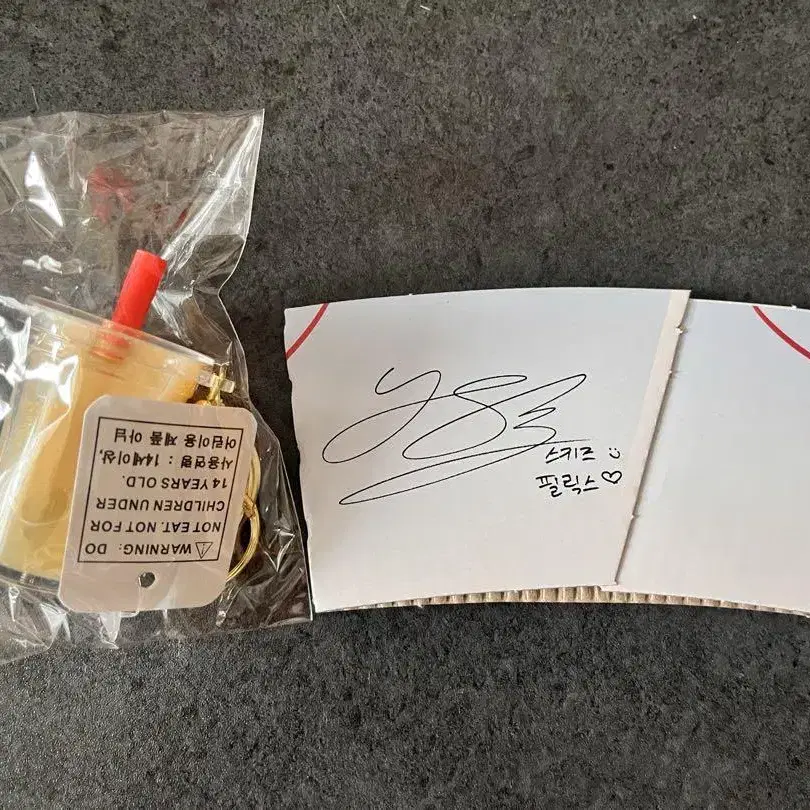 ⚠ WARNING: DO
NOT EAT. NOT FOR
CHILDREN UNDER
14 YEARS OLD.
사용연령 : 14세이상,
어린이용 제품 아님
스키즈 :)
필릭스♡